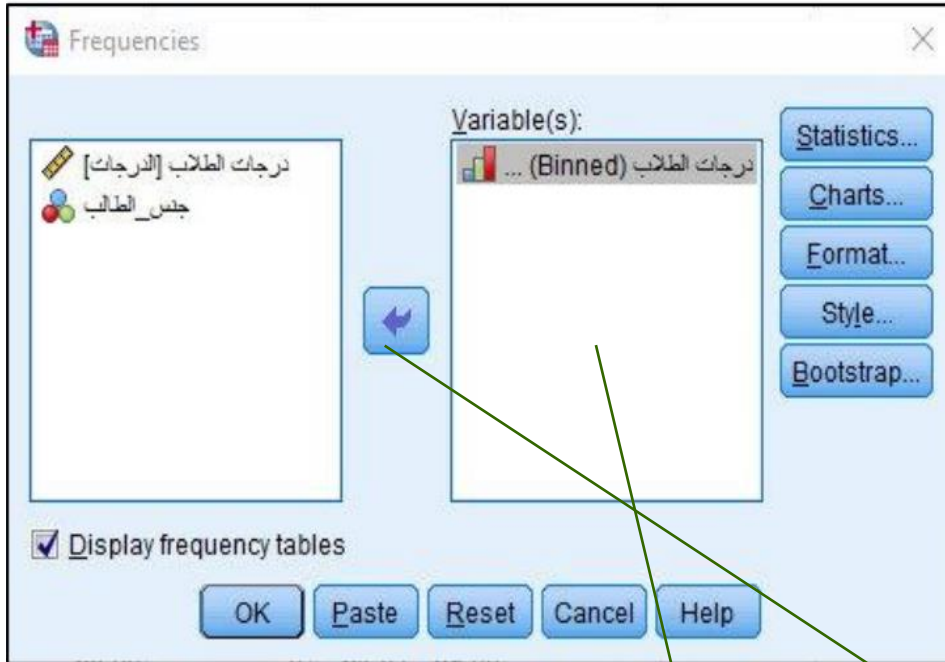 Frequencies
Variable(s):
درجات الطلاب [الدرجات]
جنس_الطالب
درجات الطلاب (Binned) ...
Statistics...
Charts...
Format...
Style...
Bootstrap...
Display frequency tables
OK Paste Reset Cancel Help